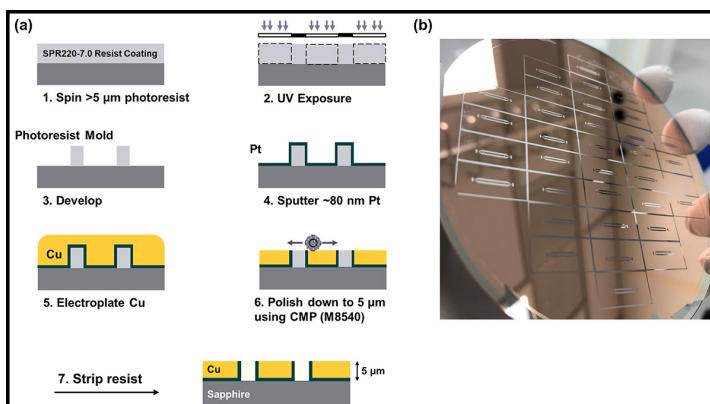 (a)
SPR220-7.0 Resist Coating
1. Spin >5 μm photoresist
2. UV Exposure
Photoresist Mold
3. Develop
Pt
4. Sputter ~80 nm Pt
Cu
5. Electroplate Cu
6. Polish down to 5 μm
using CMP (M8540)
7. Strip resist
Cu
5 μm
Sapphire
(b)